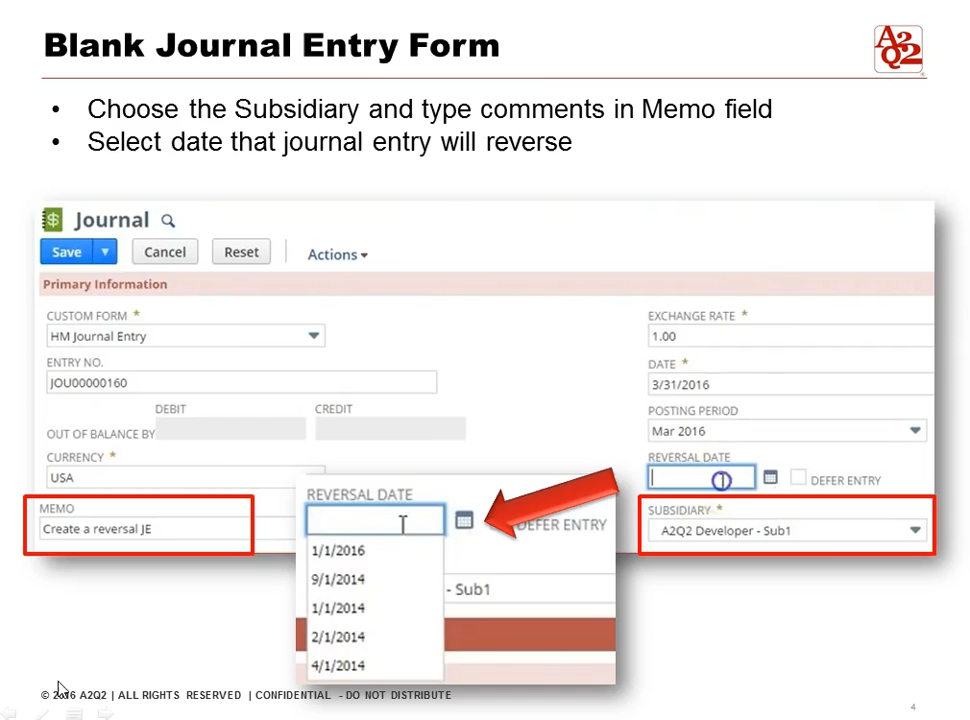 Blank Journal Entry Form
A2Q2
• Choose the Subsidiary and type comments in Memo field
• Select date that journal entry will reverse
$ Journal
Save Cancel Reset Actions
Primary Information
CUSTOM FORM *
HM Journal Entry
ENTRY NO.
JOU00000160
DEBIT CREDIT
OUT OF BALANCE BY
CURRENCY *
USA
MEMO
Create a reversal JE
EXCHANGE RATE *
1.00
DATE *
3/31/2016
POSTING PERIOD
Mar 2016
REVERSAL DATE
DEFER ENTRY
SUBSIDIARY *
A2Q2 Developer - Sub1
REVERSAL DATE
DEFER ENTRY
1/1/2016
9/1/2014
- Sub1
1/1/2014
2/1/2014
4/1/2014
© 2016 A2Q2 | ALL RIGHTS RESERVED | CONFIDENTIAL - DO NOT DISTRIBUTE
4